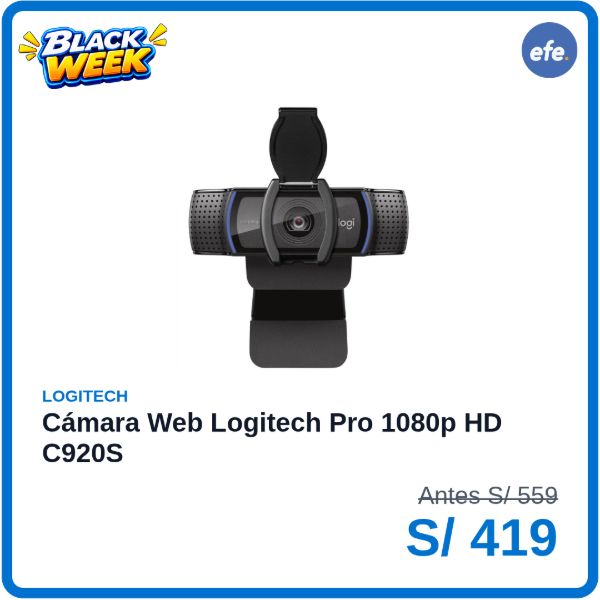 BLACK
WEEK
efe.
logi
LOGITECH
Cámara Web Logitech Pro 1080p HD
C920S
Antes S/ 559
S/ 419